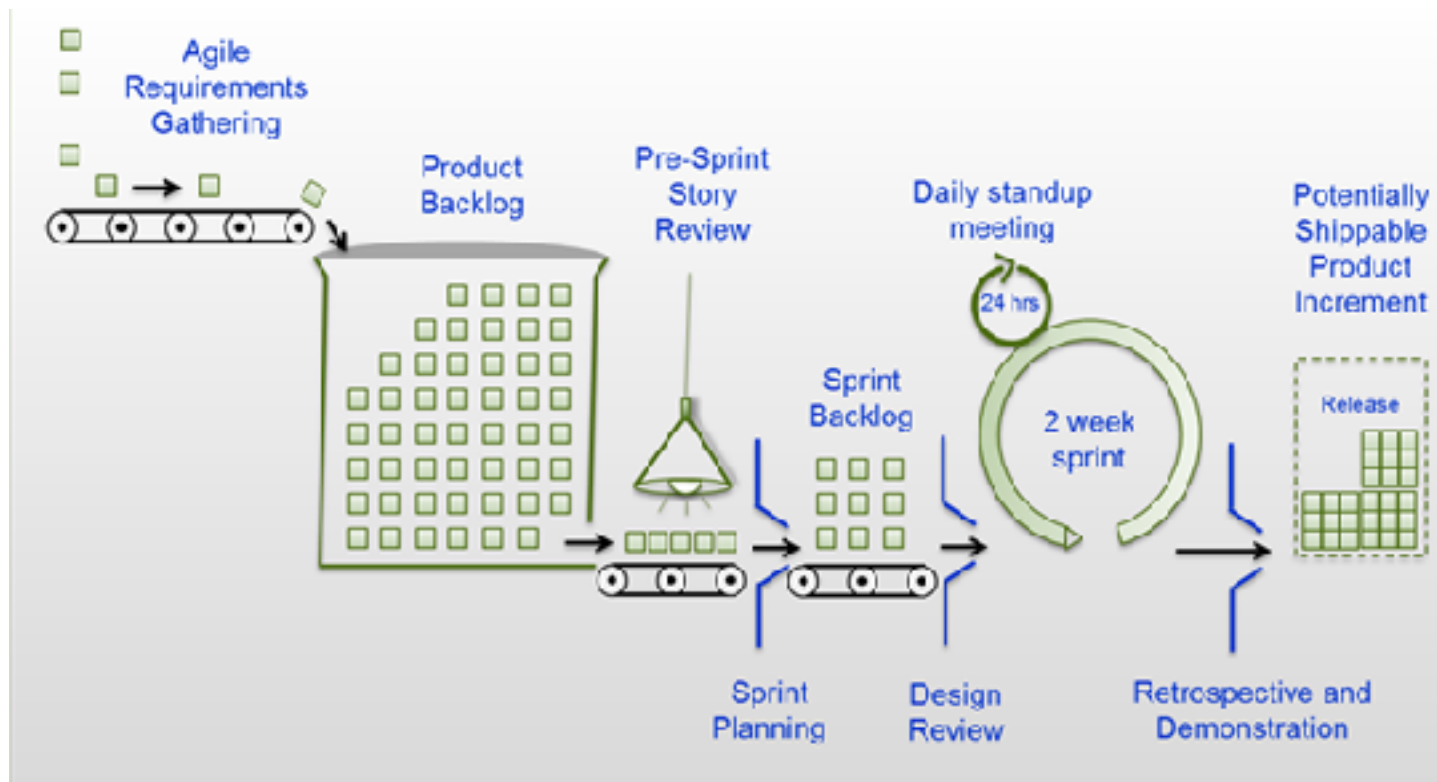 Agile
Requirements
Gathering
Product
Backlog
Pre-Sprint
Story
Review
Daily standup
meeting
Potentially
Shippable
Product
Increment
24 hrs
Sprint
Backlog
2 week
sprint
Release
Sprint
Planning
Design
Review
Retrospective and
Demonstration